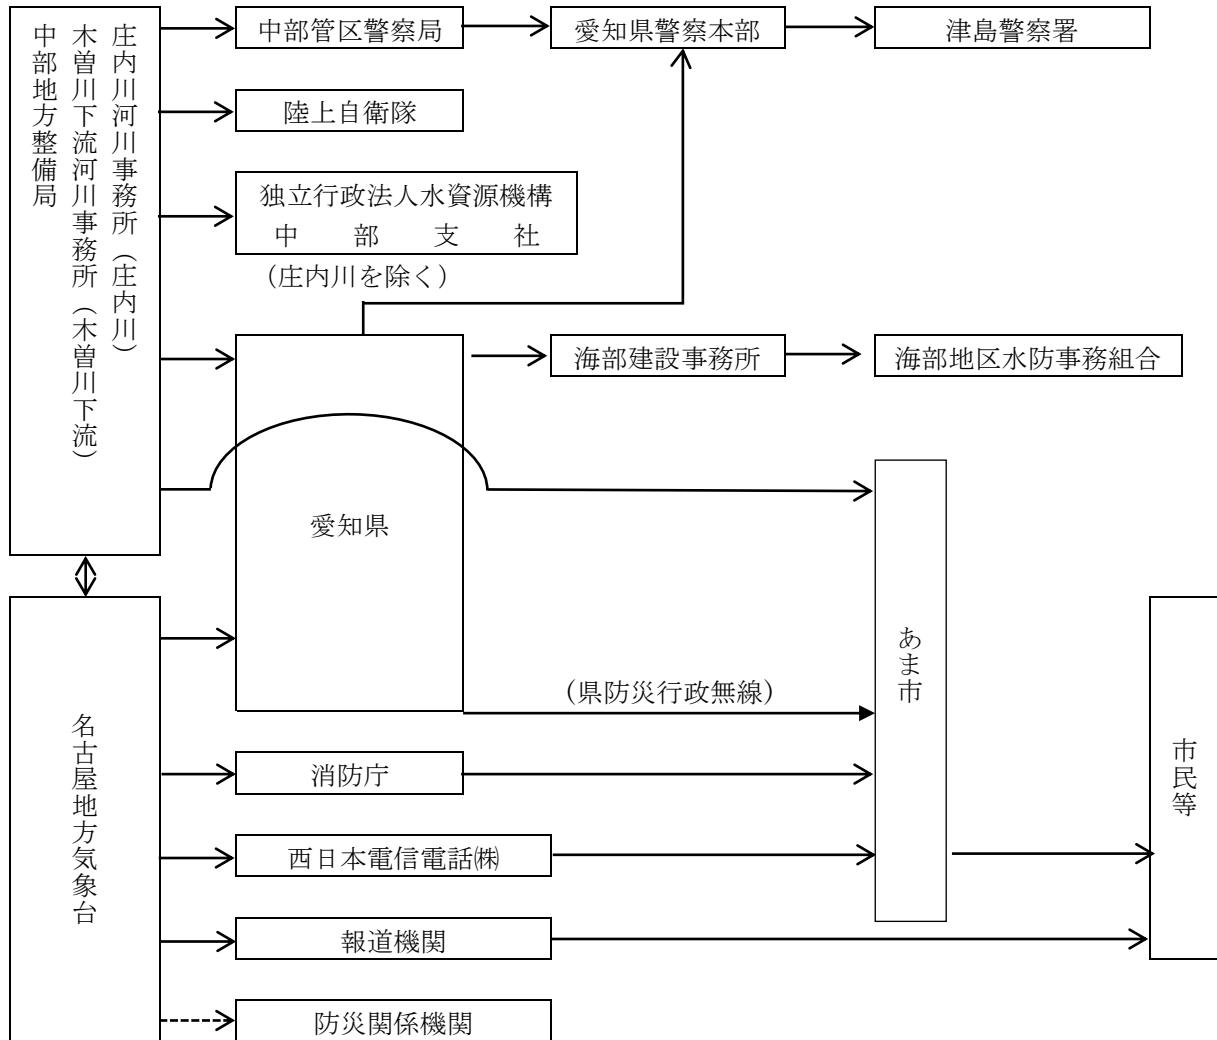 庄内川河川事務所（庄内川）
木曽川下流河川事務所（木曽川下流）
中部地方整備局
中部管区警察局
愛知県警察本部
津島警察署
陸上自衛隊
独立行政法人水資源機構
中部支社
（庄内川を除く）
海部建設事務所
海部地区水防事務組合
愛知県
（県防災行政無線）
あま市
市民等
名古屋地方気象台
消防庁
西日本電信電話㈱
報道機関
防災関係機関